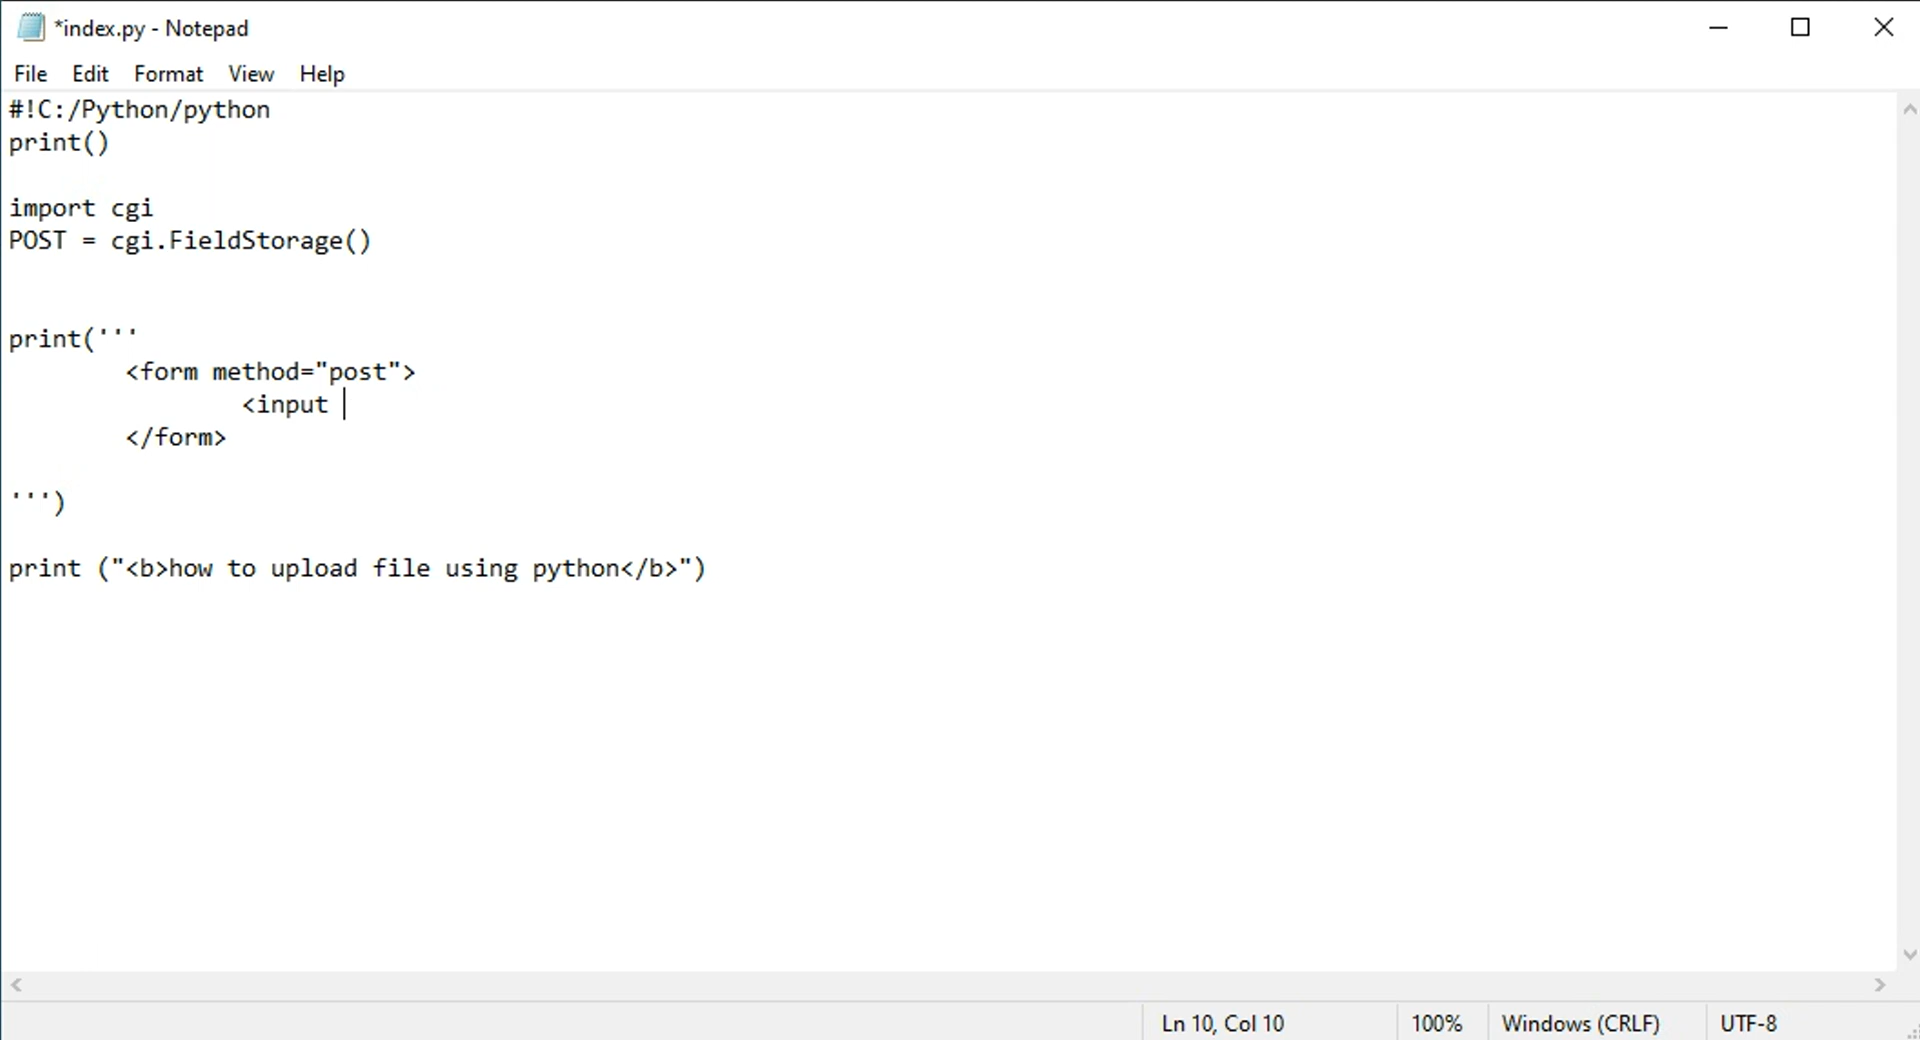 *index.py - Notepad
File Edit Format View Help
#!C:/Python/python
print()
import cgi
POST = cgi.FieldStorage()
print('''
<form method="post">
<input
</form>
''')
print ("<b>how to upload file using python</b>")
Ln 10, Col 10 100% Windows (CRLF) UTF-8